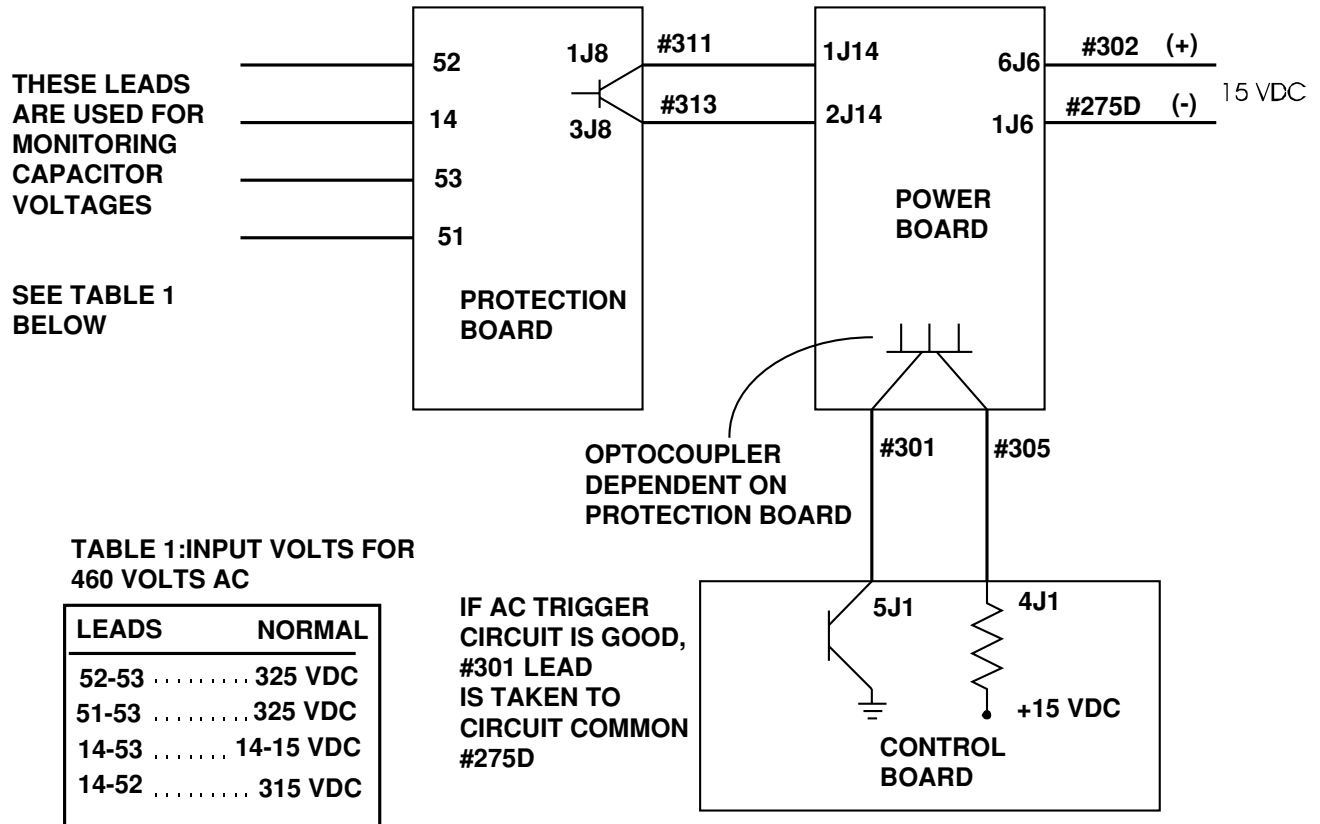 THESE LEADS
ARE USED FOR
MONITORING
CAPACITOR
VOLTAGES
SEE TABLE 1
BELOW
52
14
53
51
1J8
3J8
PROTECTION
BOARD
#311
#313
1J14
2J14
6J6
1J6
POWER
BOARD
#302 (+)
#275D (-)
15 VDC
OPTOCOUPLER
DEPENDENT ON
PROTECTION BOARD
#301
#305
TABLE 1:INPUT VOLTS FOR
460 VOLTS AC
LEADS NORMAL
52-53 ......... 325 VDC
51-53 ......... 325 VDC
14-53 ....... 14-15 VDC
14-52 ......... 315 VDC
IF AC TRIGGER
CIRCUIT IS GOOD,
#301 LEAD
IS TAKEN TO
CIRCUIT COMMON
#275D
5J1
4J1
+15 VDC
CONTROL
BOARD